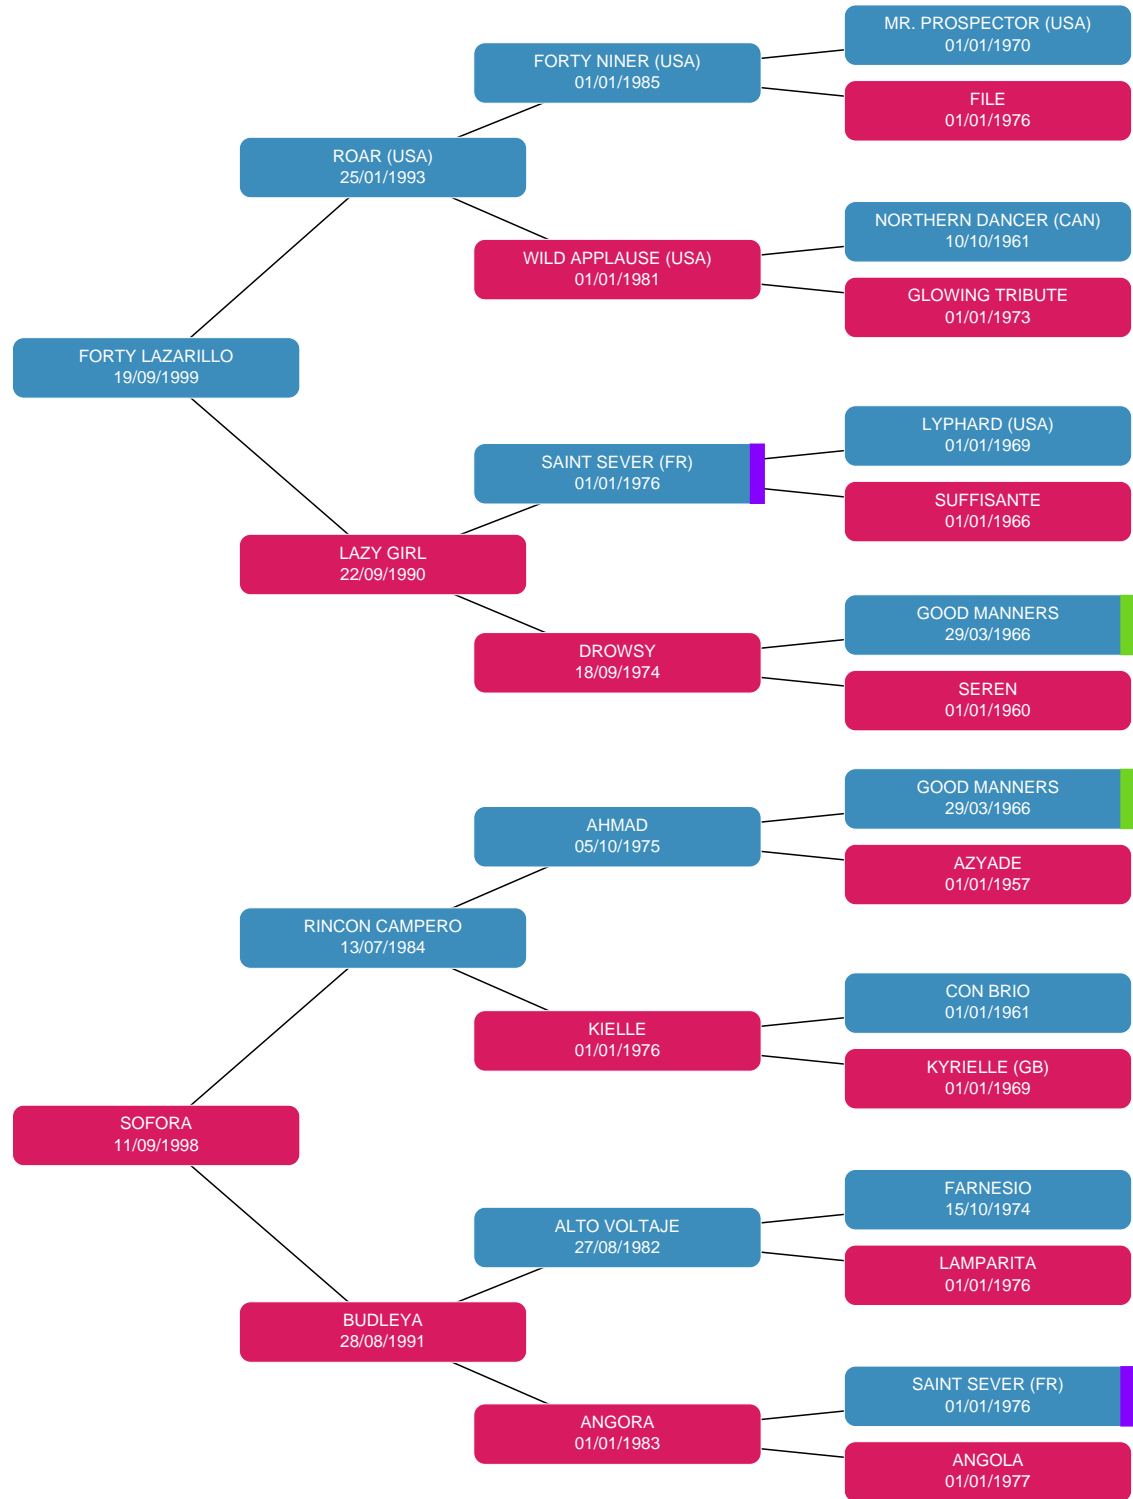 MR. PROSPECTOR (USA)
01/01/1970
FORTY NINER (USA)
01/01/1985
FILE
01/01/1976
ROAR (USA)
25/01/1993
NORTHERN DANCER (CAN)
10/10/1961
WILD APPLAUSE (USA)
01/01/1981
GLOWING TRIBUTE
01/01/1973
FORTY LAZARILLO
19/09/1999
LYPHARD (USA)
01/01/1969
SAINT SEVER (FR)
01/01/1976
SUFFISANTE
01/01/1966
LAZY GIRL
22/09/1990
GOOD MANNERS
29/03/1966
DROWSY
18/09/1974
SEREN
01/01/1960
GOOD MANNERS
29/03/1966
AHMAD
05/10/1975
AZYADE
01/01/1957
RINCON CAMPERO
13/07/1984
CON BRIO
01/01/1961
KIELLE
01/01/1976
KYRIELLE (GB)
01/01/1969
SOFORA
11/09/1998
FARNESIO
15/10/1974
ALTO VOLTAJE
27/08/1982
LAMPARITA
01/01/1976
BUDLEYA
28/08/1991
SAINT SEVER (FR)
01/01/1976
ANGORA
01/01/1983
ANGOLA
01/01/1977